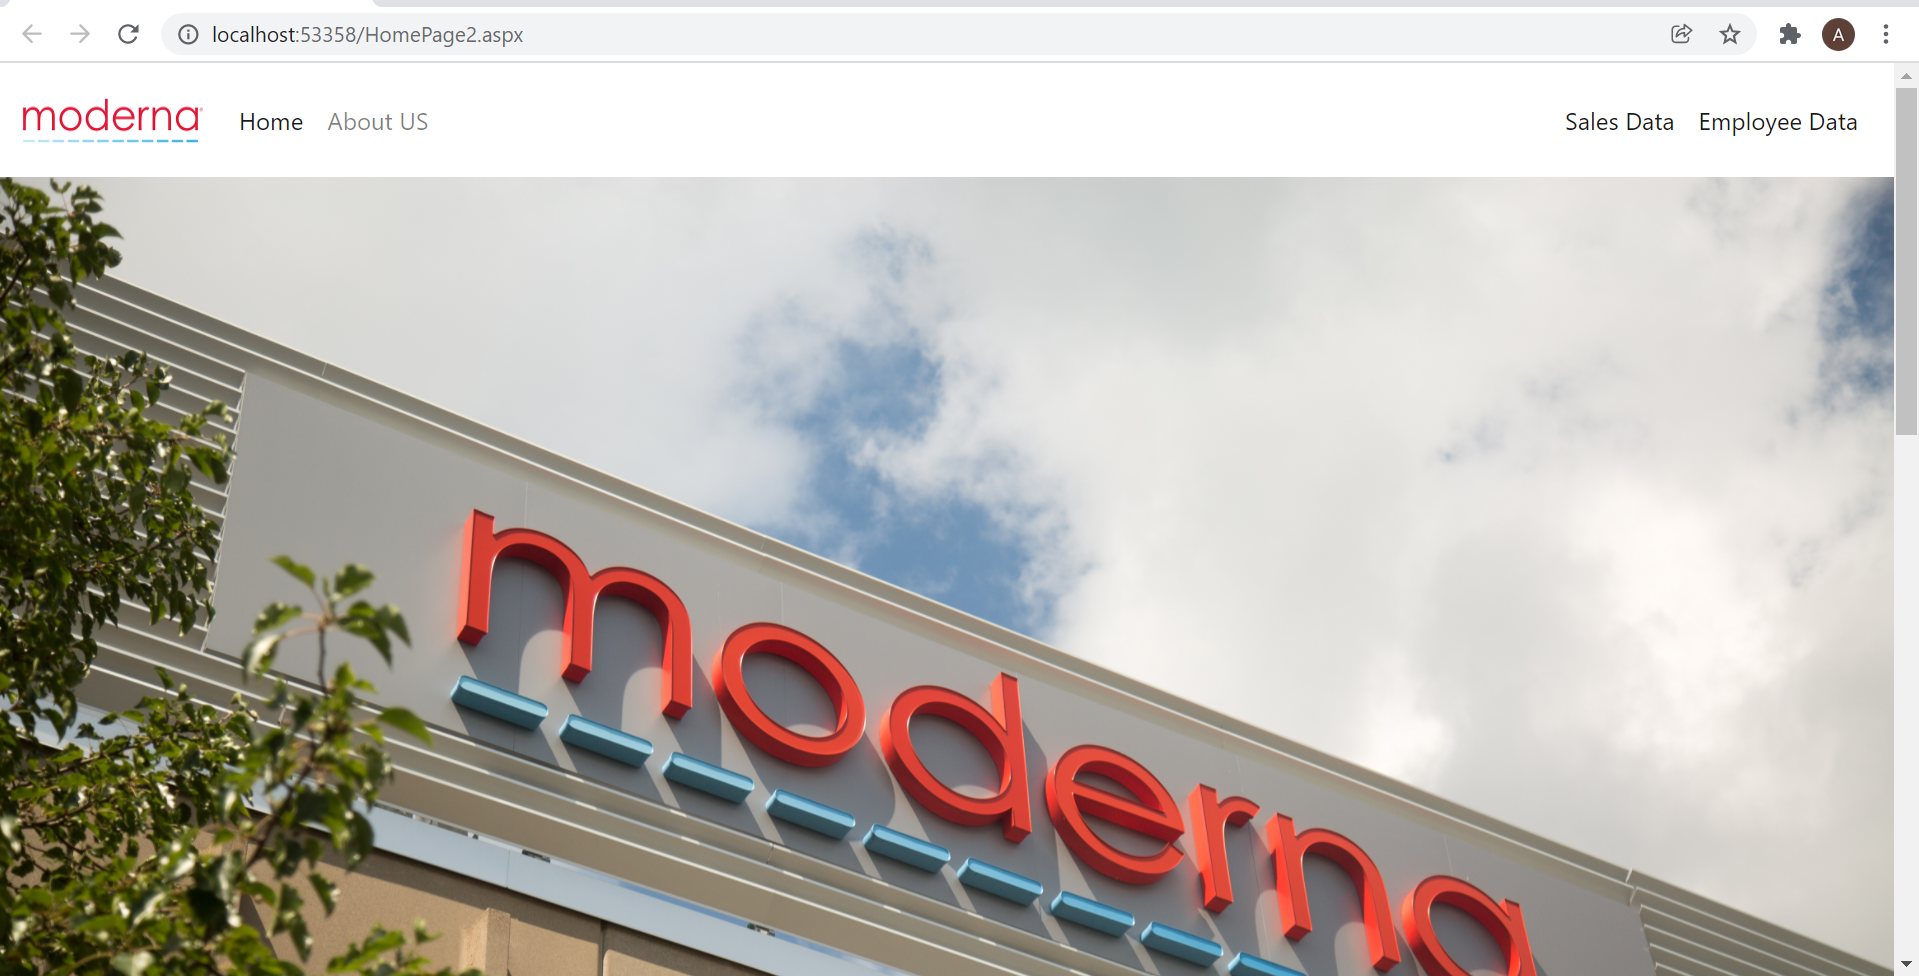 localhost:53358/HomePage2.aspx
A
moderna
Home
About US
Sales Data
Employee Data
moderna